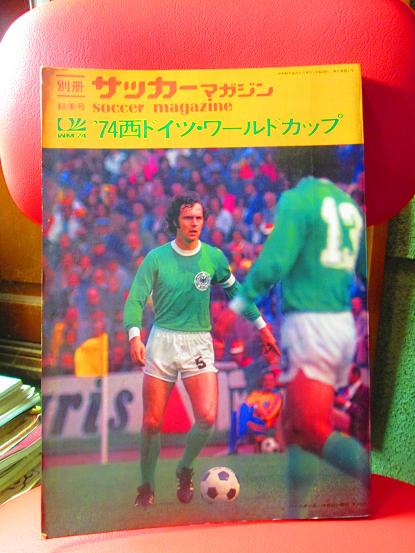 別冊 サッカーマガジン
秋季号 soccer magazine
WM74 '74西ドイツ・ワールドカップ
13
5
ris